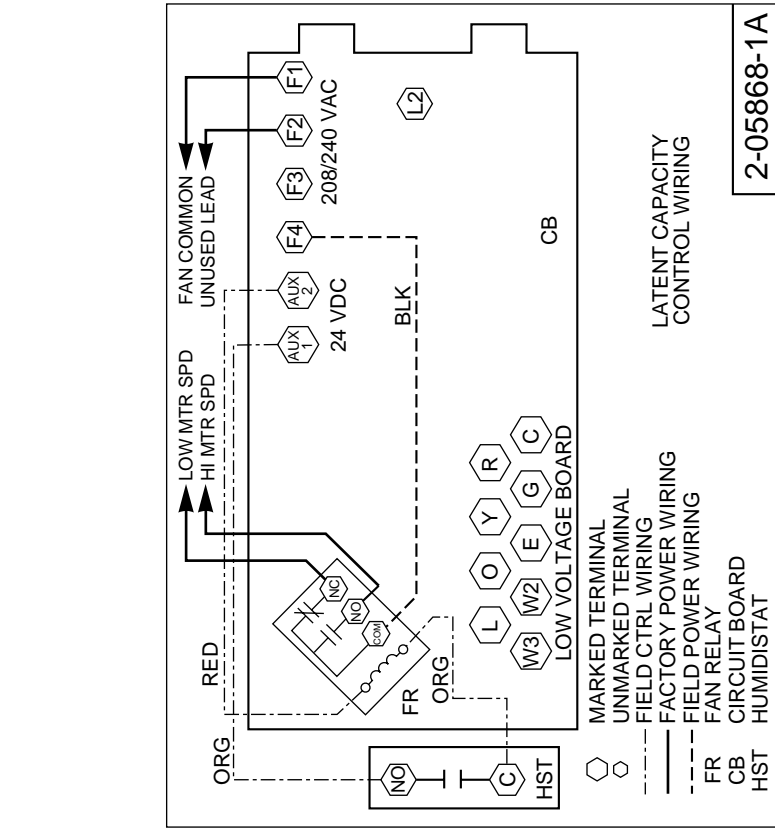 FAN COMMON
UNUSED LEAD
LOW MTR SPD
HI MTR SPD
F1
F2
F3
F4
208/240 VAC
AUX 2
AUX 1
24 VDC
L2
CB
BLK
RED
ORG
NC
NO
COM
FR
ORG
NO
C
HST
L
O
Y
R
W3
W2
E
G
C
LOW VOLTAGE BOARD
MARKED TERMINAL
UNMARKED TERMINAL
FIELD CTRL WIRING
FACTORY POWER WIRING
FIELD POWER WIRING
FR FAN RELAY
CB CIRCUIT BOARD
HST HUMIDISTAT
LATENT CAPACITY
CONTROL WIRING
2-05868-1A